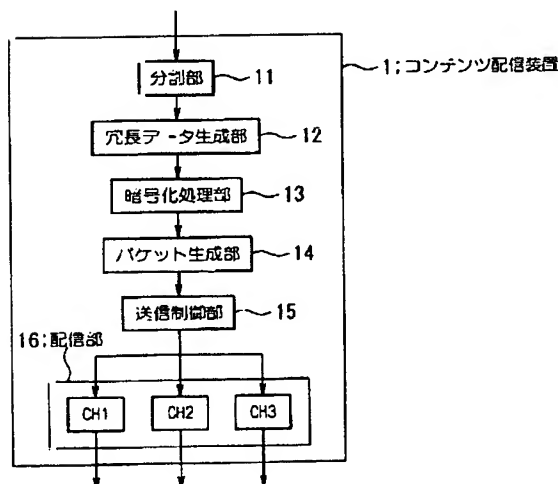 分割部 11
1;コンテンツ配信装置
冗長データ生成部 12
暗号化処理部 13
パケット生成部 14
送信制御部 15
16;配信部
CH1 CH2 CH3